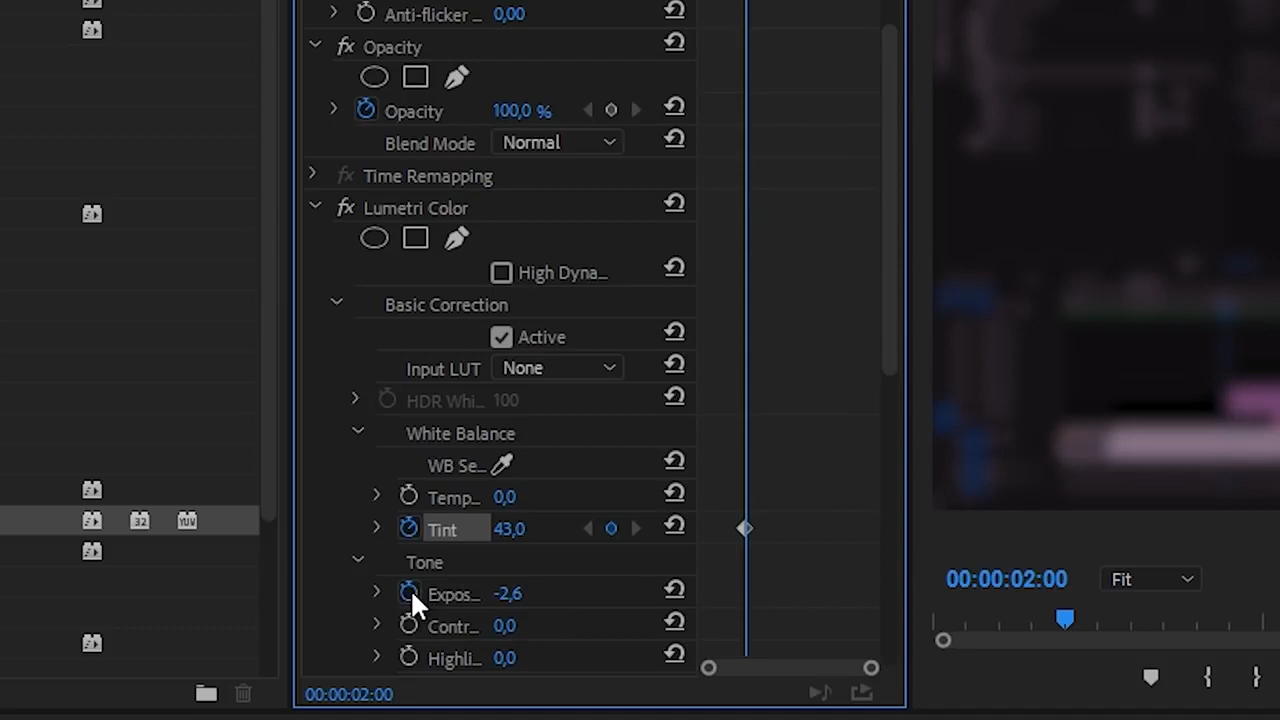 Anti-flicker ... 0,00
fx Opacity
Opacity 100,0 %
Blend Mode Normal
fx Time Remapping
fx Lumetri Color
High Dyna...
Basic Correction
Active
Input LUT None
HDR Whi... 100
White Balance
WB Se...
Temp... 0,0
32 YUV
Tint 43,0
Tone
00:00:02:00 Fit
Expos... -2,6
Contr... 0,0
Highli... 0,0
00:00:02:00